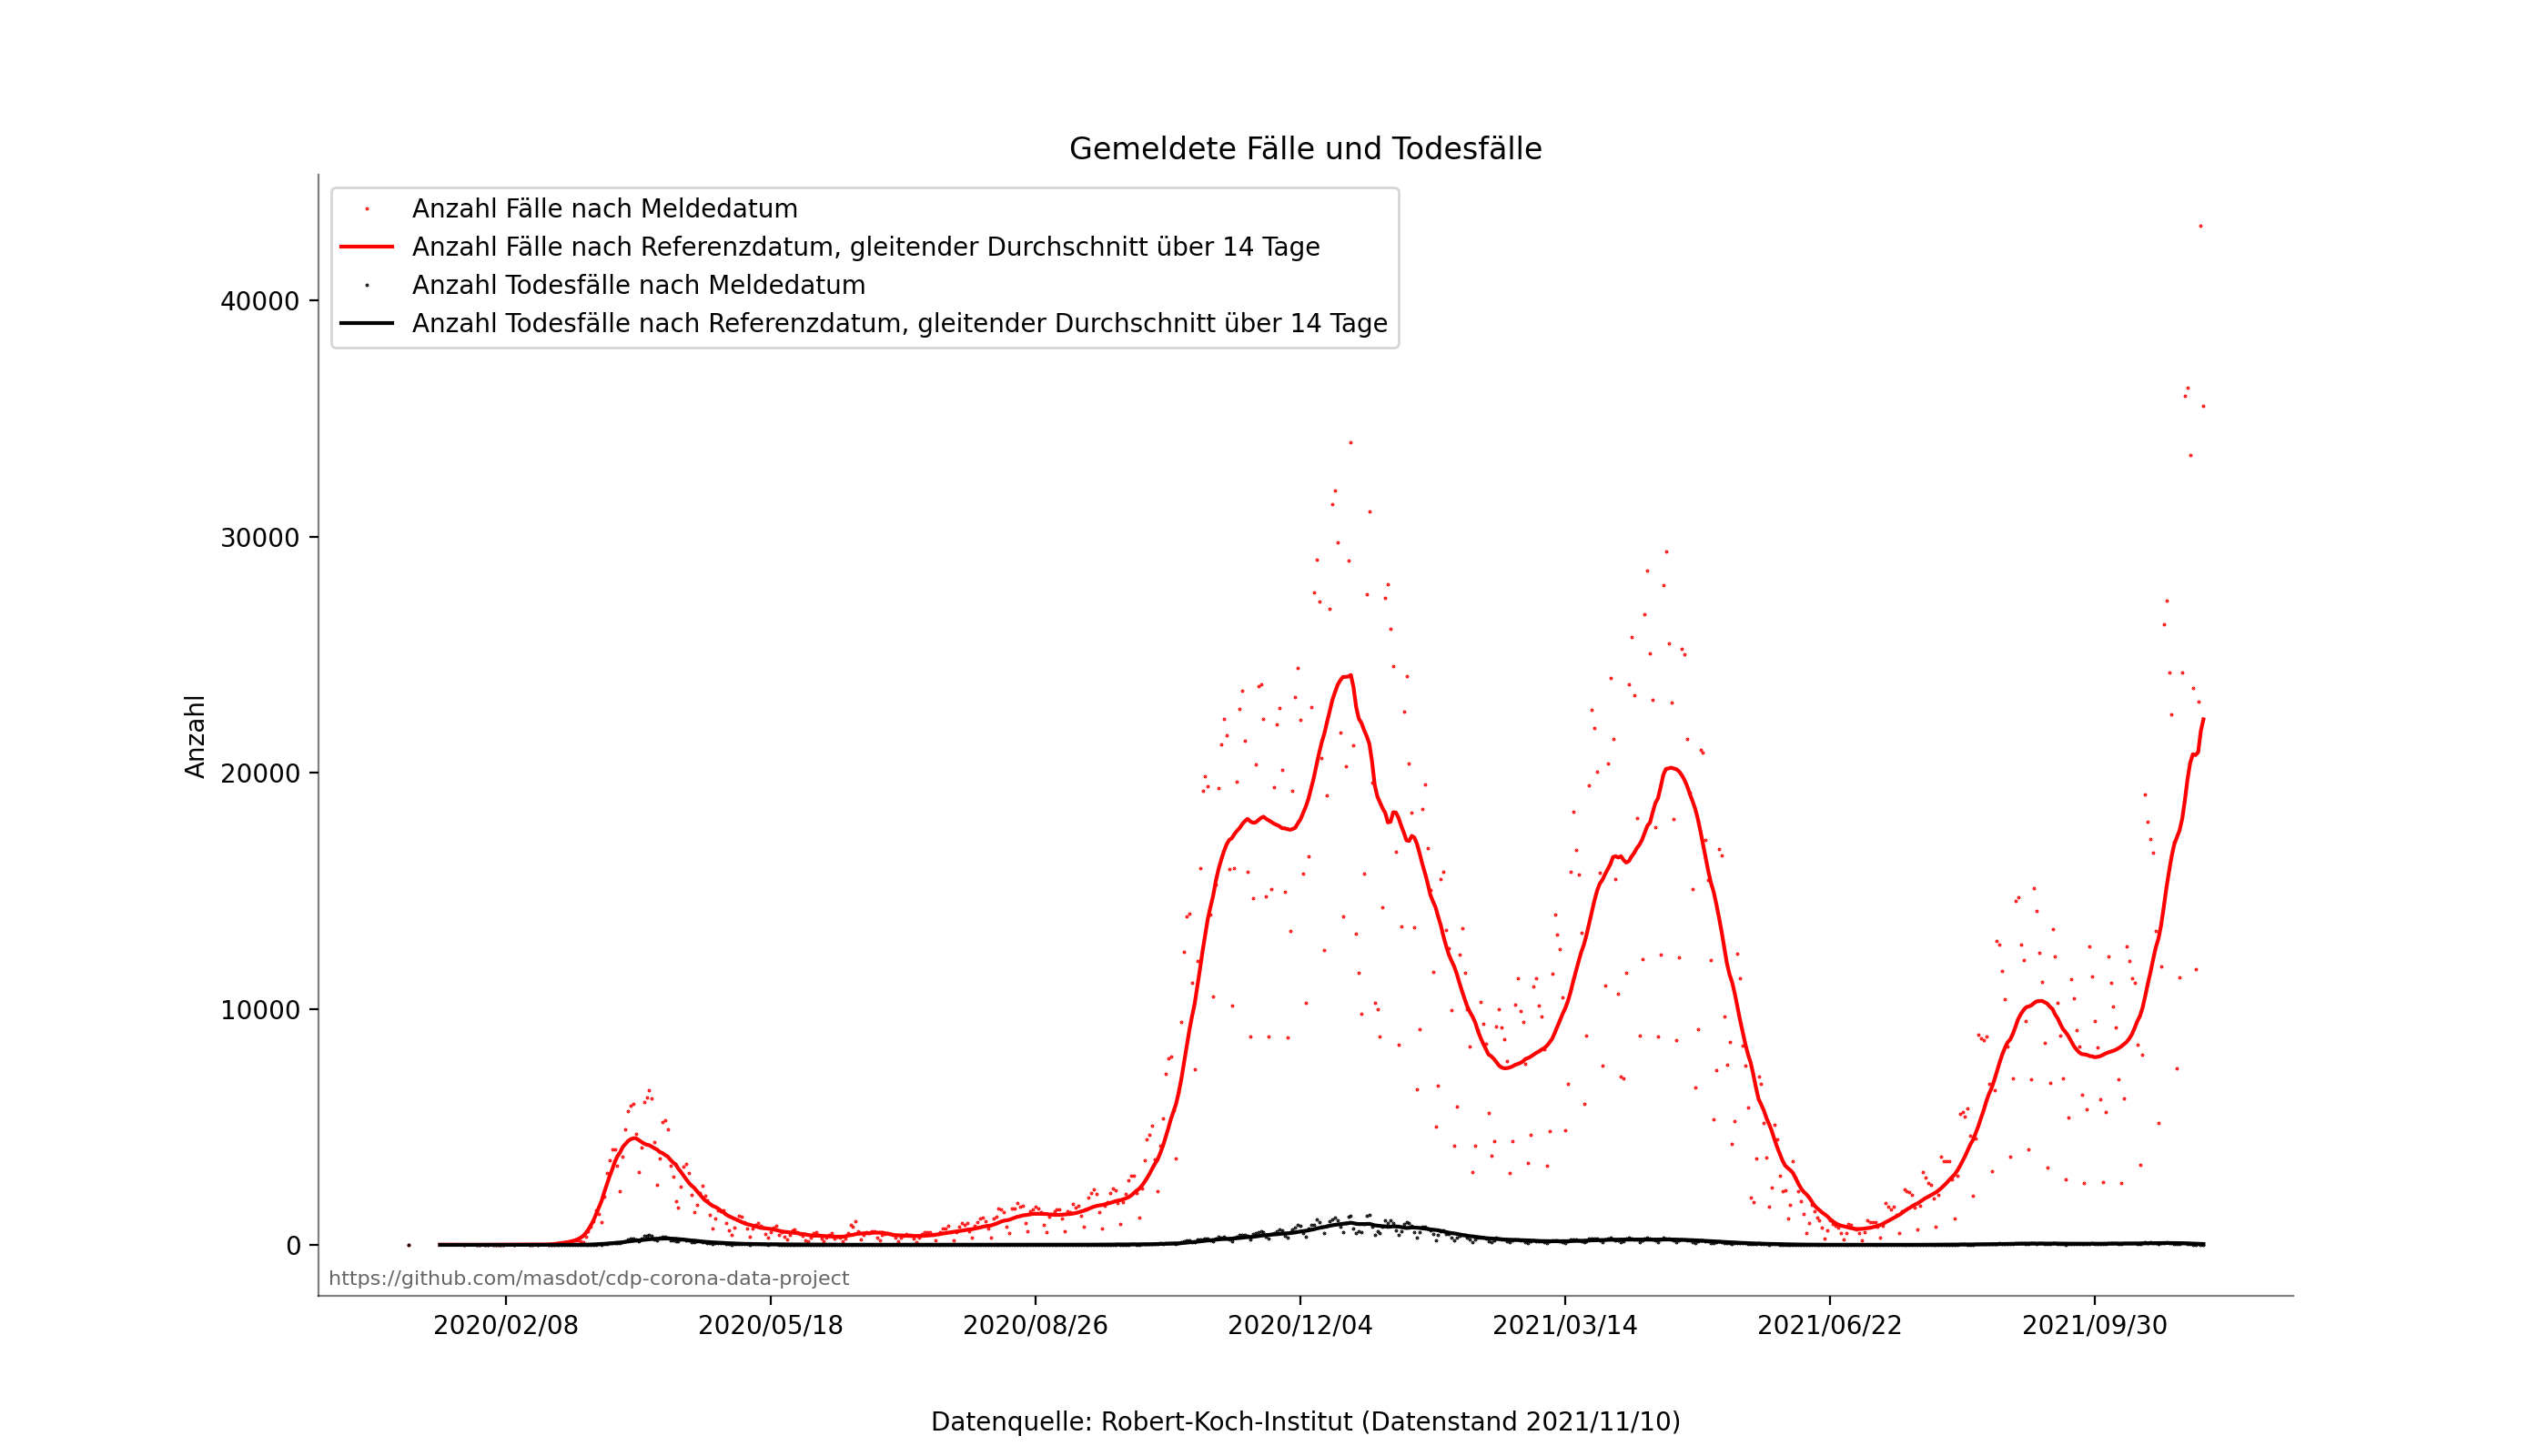 Gemeldete Fälle und Todesfälle
Anzahl Fälle nach Meldedatum
Anzahl Fälle nach Referenzdatum, gleitender Durchschnitt über 14 Tage
Anzahl Todesfälle nach Meldedatum
Anzahl Todesfälle nach Referenzdatum, gleitender Durchschnitt über 14 Tage
Anzahl
40000
30000
20000
10000
0
https://github.com/masdot/cdp-corona-data-project
2020/02/08 2020/05/18 2020/08/26 2020/12/04 2021/03/14 2021/06/22 2021/09/30
Datenquelle: Robert-Koch-Institut (Datenstand 2021/11/10)